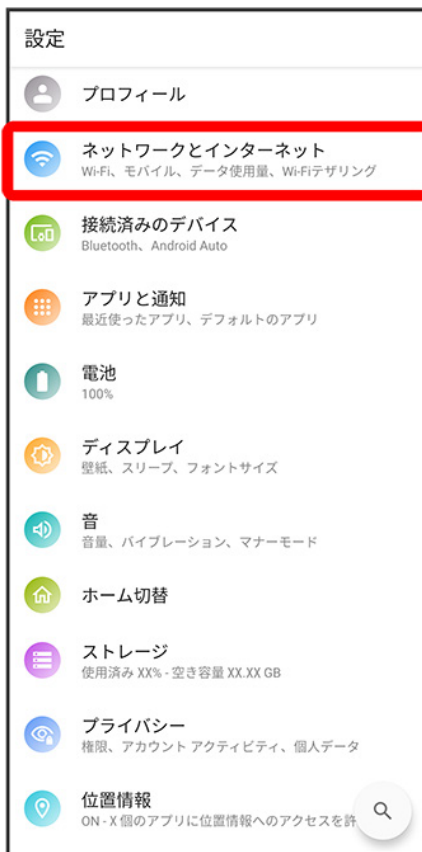 設定
プロフィール
ネットワークとインターネット
Wi-Fi、モバイル、データ使用量、Wi-Fiテザリング
接続済みのデバイス
Bluetooth、Android Auto
アプリと通知
最近使ったアプリ、デフォルトのアプリ
電池
100%
ディスプレイ
壁紙、スリープ、フォントサイズ
音
音量、バイブレーション、マナーモード
ホーム切替
ストレージ
使用済み XX% - 空き容量 XX.XX GB
プライバシー
権限、アカウント アクティビティ、個人データ
位置情報
ON - X 個のアプリに位置情報へのアクセスを許